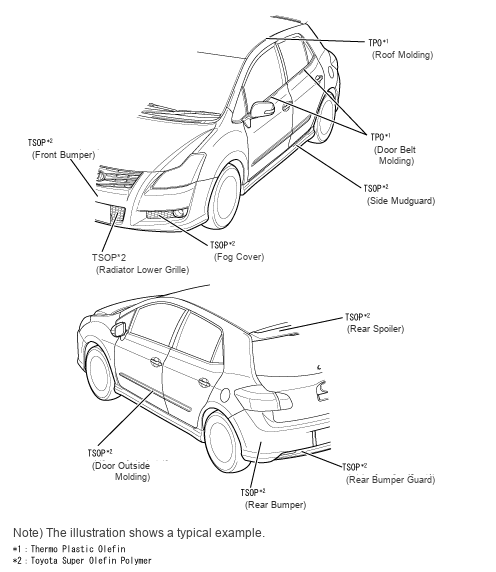 TPO*1
(Roof Molding)
TPO*1
(Door Belt
Molding)
TSOP*2
(Front Bumper)
TSOP*2
(Side Mudguard)
TSOP*2
(Fog Cover)
TSOP*2
(Radiator Lower Grille)
TSOP*2
(Rear Spoiler)
TSOP*2
(Door Outside
Molding)
TSOP*2
(Rear Bumper Guard)
TSOP*2
(Rear Bumper)
Note) The illustration shows a typical example.
*1 : Thermo Plastic Olefin
*2 : Toyota Super Olefin Polymer